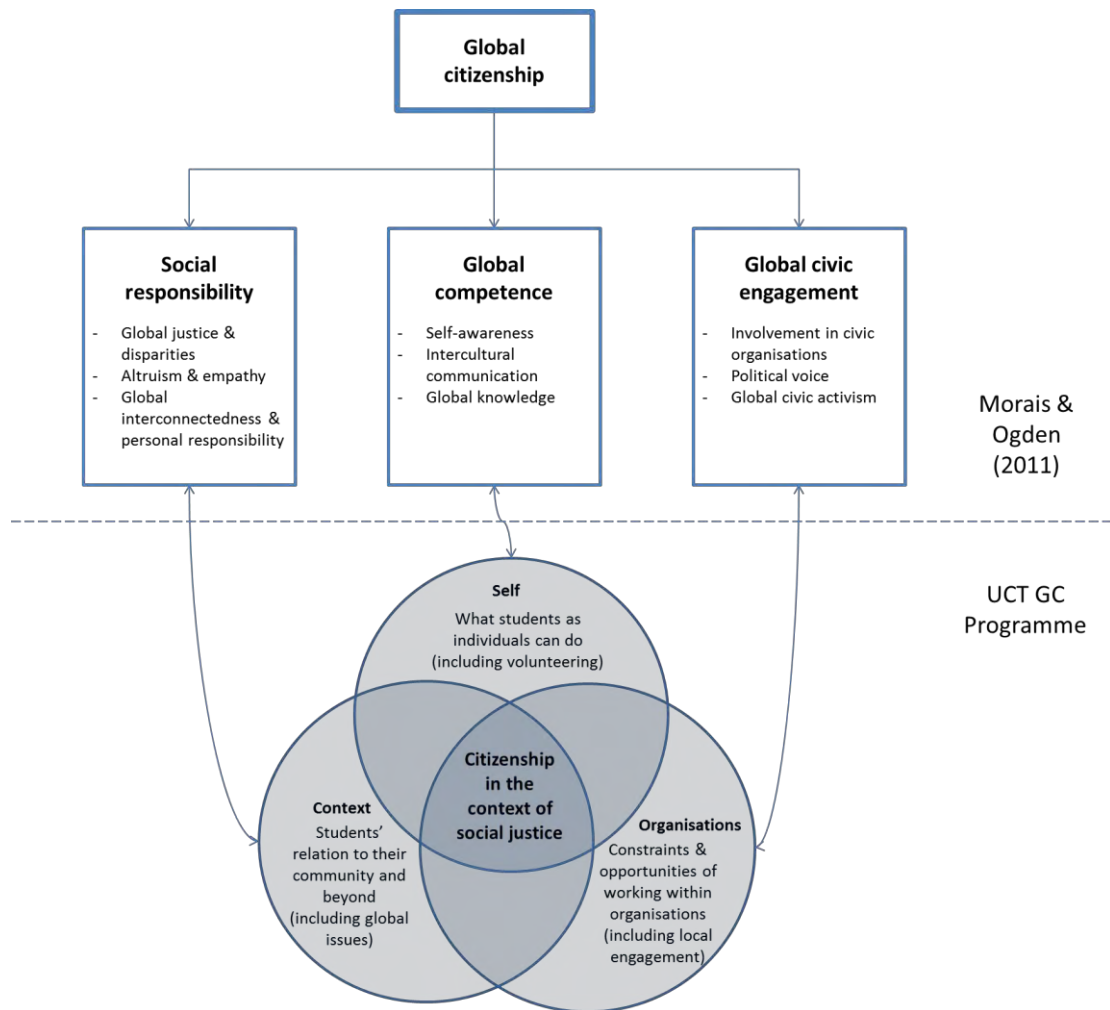 Global
citizenship
Social
responsibility
- Global justice &
disparities
- Altruism & empathy
- Global
interconnectedness &
personal responsibility
Global
competence
- Self-awareness
- Intercultural
communication
- Global knowledge
Global civic
engagement
- Involvement in civic
organisations
- Political voice
- Global civic activism
Morais &
Ogden
(2011)
UCT GC
Programme
Self
What students as
individuals can do
(including volunteering)
Citizenship
in the
context of
social justice
Context
Students’
relation to their
community and
beyond
(including global
issues)
Organisations
Constraints &
opportunities of
working within
organisations
(including local
engagement)